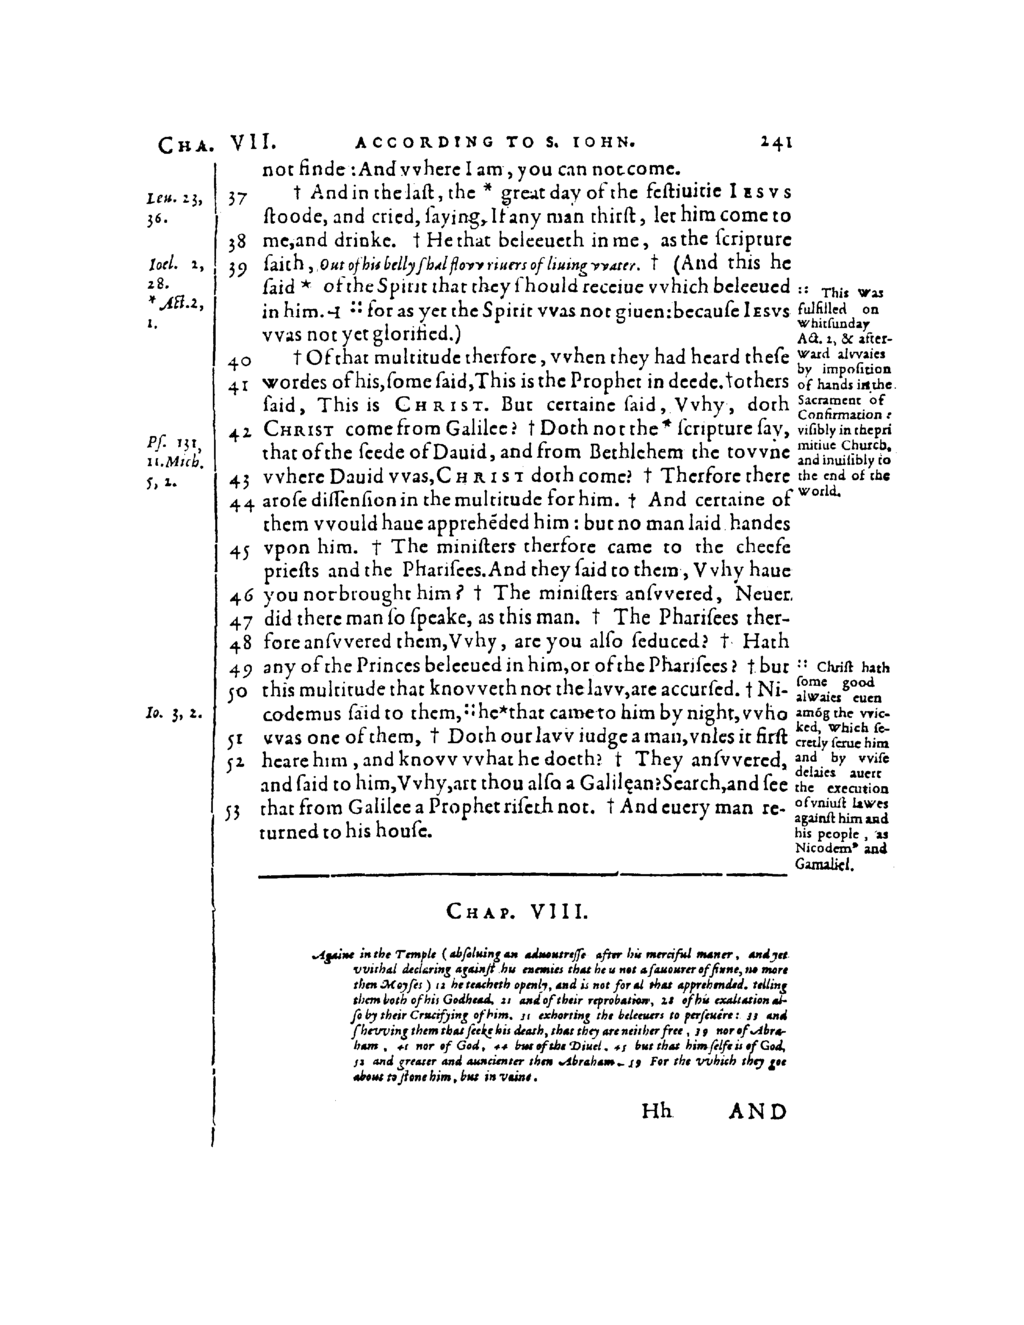 CHA. VII. ACCORDING TO S. IOHN. 241
not finde : And vvhere I am, you can not come.
37 † And in the laſt, the * great day of the feſtiuitie IESVS
ſtoode, and cried, ſaying, If any man thirſt, let him come to
38 me, and drinke. † He that beleeueth in me, as the ſcripture
39 ſaith, Out of his belly ſhal flovv riuers of liuing vvater. † (And this he
ſaid * of the Spirit that they ſhould receiue vvhich beleeued
in him. ⊣ :: for as yet the Spirit vvas not giuen: becauſe IESVS
vvas not yet glorified.)
40 † Of that multitude therfore, vvhen they had heard theſe
41 wordes of his, ſome ſaid, This is the Prophet in deede. † others
ſaid, This is CHRIST. But certaine ſaid, Vvhy, doth
42 CHRIST come from Galilee? † Doth not the * ſcripture ſay,
that of the ſeede of Dauid, and from Bethlehem the tovvne
43 vvhere Dauid vvas, CHRIST doth come? † Therfore there
44 aroſe diſſenſion in the multitude for him. † And certaine of
them vvould haue apprehẽded him : but no man laid handes
45 vpon him. † The miniſters therfore came to the cheefe
prieſts and the Phariſees. And they ſaid to them, Vvhy haue
46 you not brought him? † The miniſters anſvvered, Neuer
47 did there man ſo ſpeake, as this man. † The Phariſees ther-
48 fore anſvvered them, Vvhy, are you alſo ſeduced? † Hath
49 any of the Princes beleeued in him, or of the Phariſees? † but
50 this multitude that knovveth not the lavv, are accurſed. † Ni-
codemus ſaid to them, :: he * that came to him by night, vvho
51 vvas one of them, † Doth our lavv iudge a man, vnles it firſt
52 heare him, and knovv vvhat he doeth? † They anſvvered,
and ſaid to him, Vvhy, art thou alſo a Galilęan? Search, and ſee
53 that from Galilee a Prophet riſeth not. † And euery man re-
turned to his houſe.
Leu. 23,
36.
Ioel. 2,
28.
* Act. 2,
1.
Pſ. 131,
11. Mich.
5, 2.
Io. 3, 2.
:: This was
fulfilled on
Whitſunday
Act. 2, & after-
ward alvvaies
by impoſition
of hands in the
Sacrament of
Confirmation :
viſibly in the pri
mitiue Church,
and inuiſibly to
the end of the
world.
:: Chriſt hath
ſome good
alwaies euen
amõg the vvic-
ked, which ſe-
cretly ſerue him
and by vviſe
delaies auert
the execution
of vniuſt lawes
againſt him and
his people, as
Nicodem' and
Gamaliel.
CHAP. VIII.
Againe in the Temple (abſoluing an aduoutreſſe after his merciful maner, and yet
vvithal declaring againſt his enemies that he is not a fauourer of ſinne, no more
then Moyſes) 12 he teacheth openly, and is not for al that apprehended. telling
them both of his Godhead, 21 and of their reprobation, 28 of his exaltation al-
ſo by their Crucifying of him. 31 exhorting the beleeuers to perſeuere : 33 and
ſhevving them that ſeeke his death, that they are neither free, 39 nor of Abra-
ham, 41 nor of God, 44 but of the Diuel. 45 but that him ſelfe is of God,
52 and greater and auncienter then Abraham. 59 For the vvhich they goe
about to ſtone him, but in vaine.
Hh AND